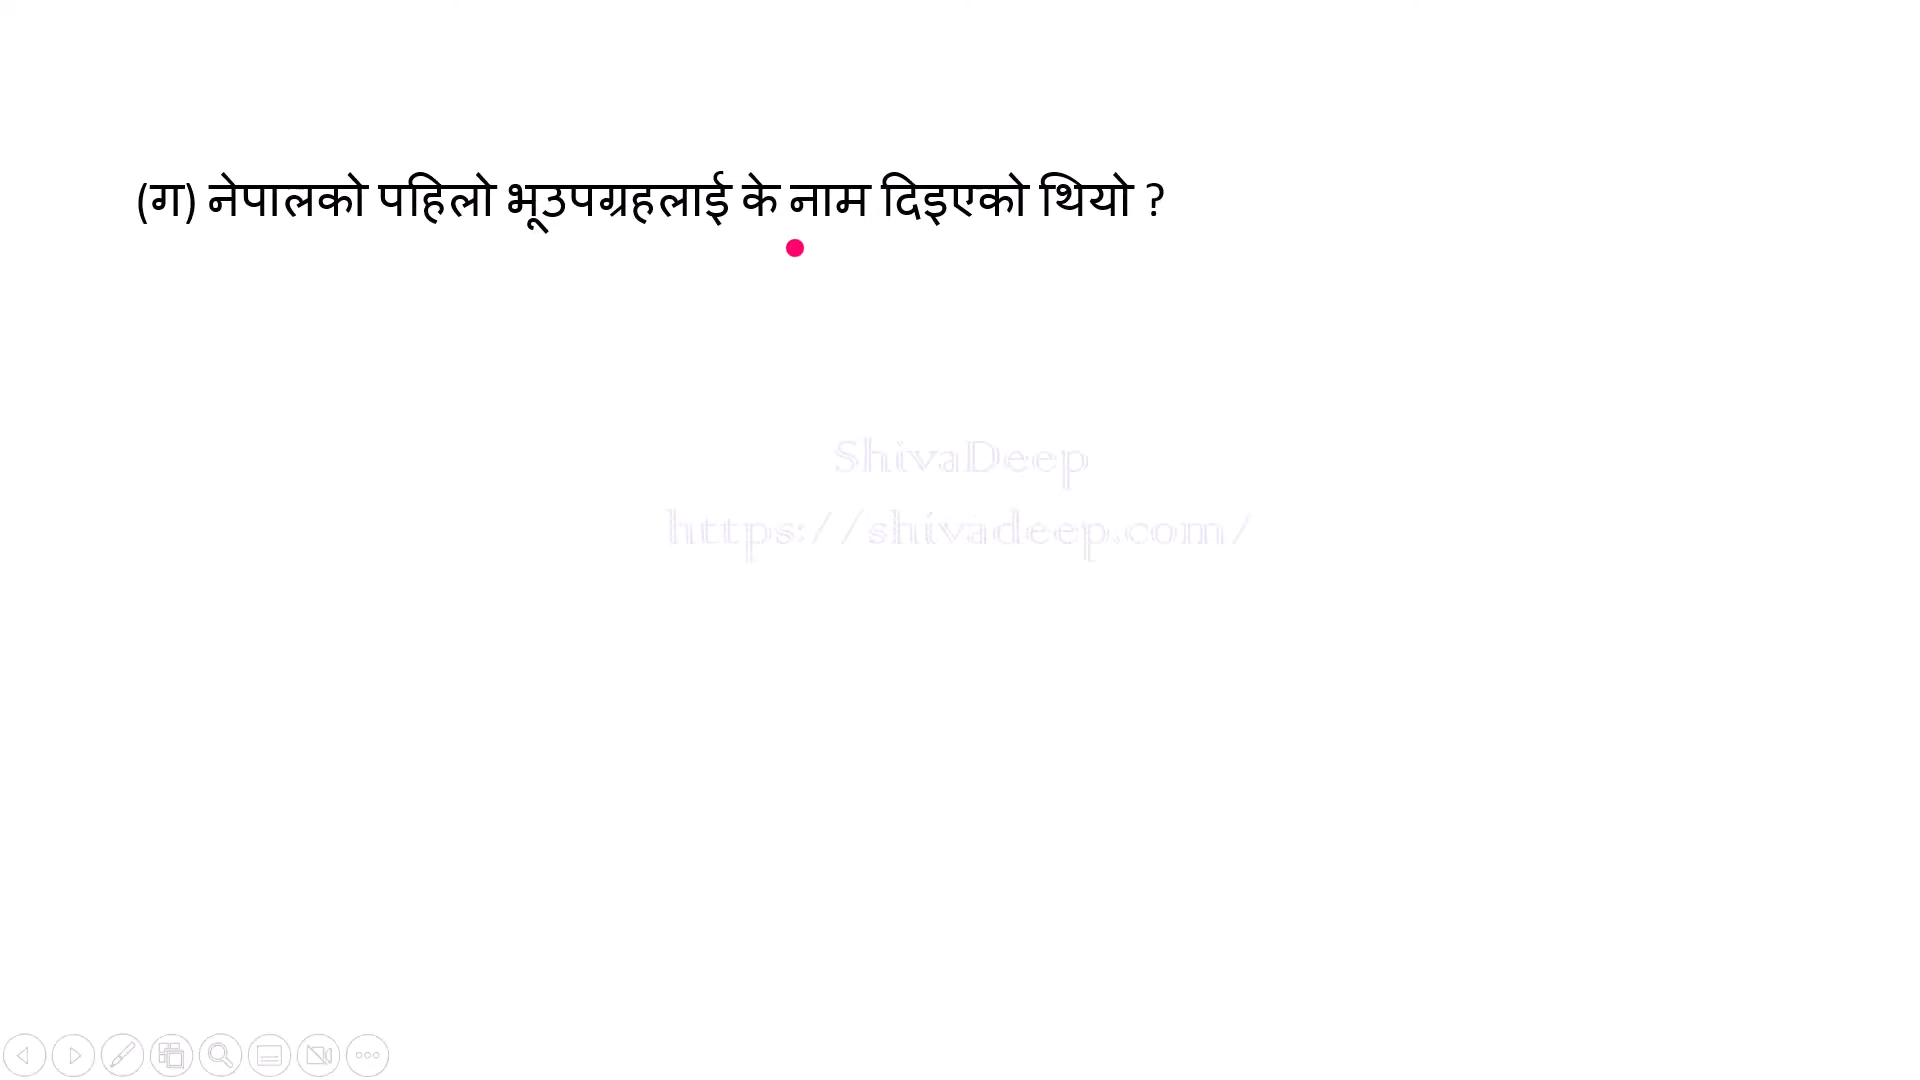 (ग) नेपालको पहिलो भूउपग्रहलाई के नाम दिइएको थियो ?
ShivaDeep
https://shivadeep.com/